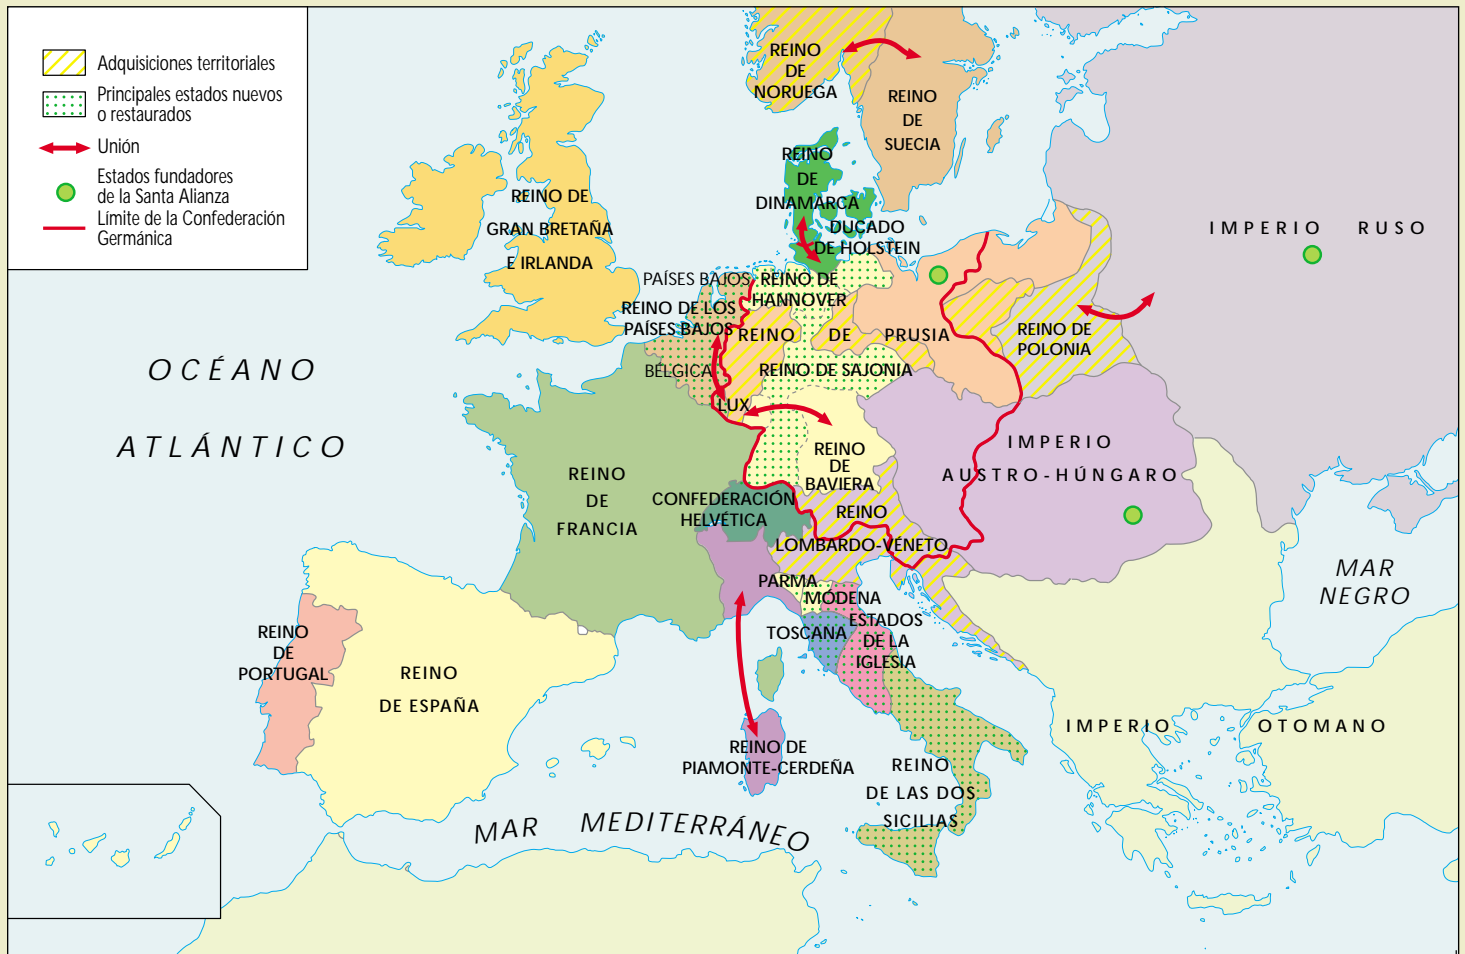 Adquisiciones territoriales
Principales estados nuevos
o restaurados
Unión
Estados fundadores
de la Santa Alianza
Límite de la Confederación
Germánica
REINO
DE
NORUEGA
REINO
DE
SUECIA
REINO
DE
DINAMARCA
DUCADO
DE HOLSTEIN
REINO DE
GRAN BRETAÑA
E IRLANDA
IMPERIO RUSO
PAÍSES BAJOS
REINO DE
HANNOVER
REINO DE LOS
PAÍSES BAJOS
REINO DE PRUSIA
REINO DE
POLONIA
BÉLGICA
REINO DE SAJONIA
LUX
OCÉANO
ATLÁNTICO
REINO
DE
BAVIERA
IMPERIO
AUSTRO-HÚNGARO
REINO
DE
FRANCIA
CONFEDERACIÓN
HELVÉTICA
REINO
LOMBARDO-VÉNETO
PARMA
MÓDENA
TOSCANA
ESTADOS
DE LA
IGLESIA
MAR
NEGRO
REINO
DE
PORTUGAL
REINO
DE ESPAÑA
IMPERIO OTOMANO
REINO DE
PIAMONTE-CERDEÑA
REINO
DE LAS DOS
SICILIAS
MAR MEDITERRÁNEO